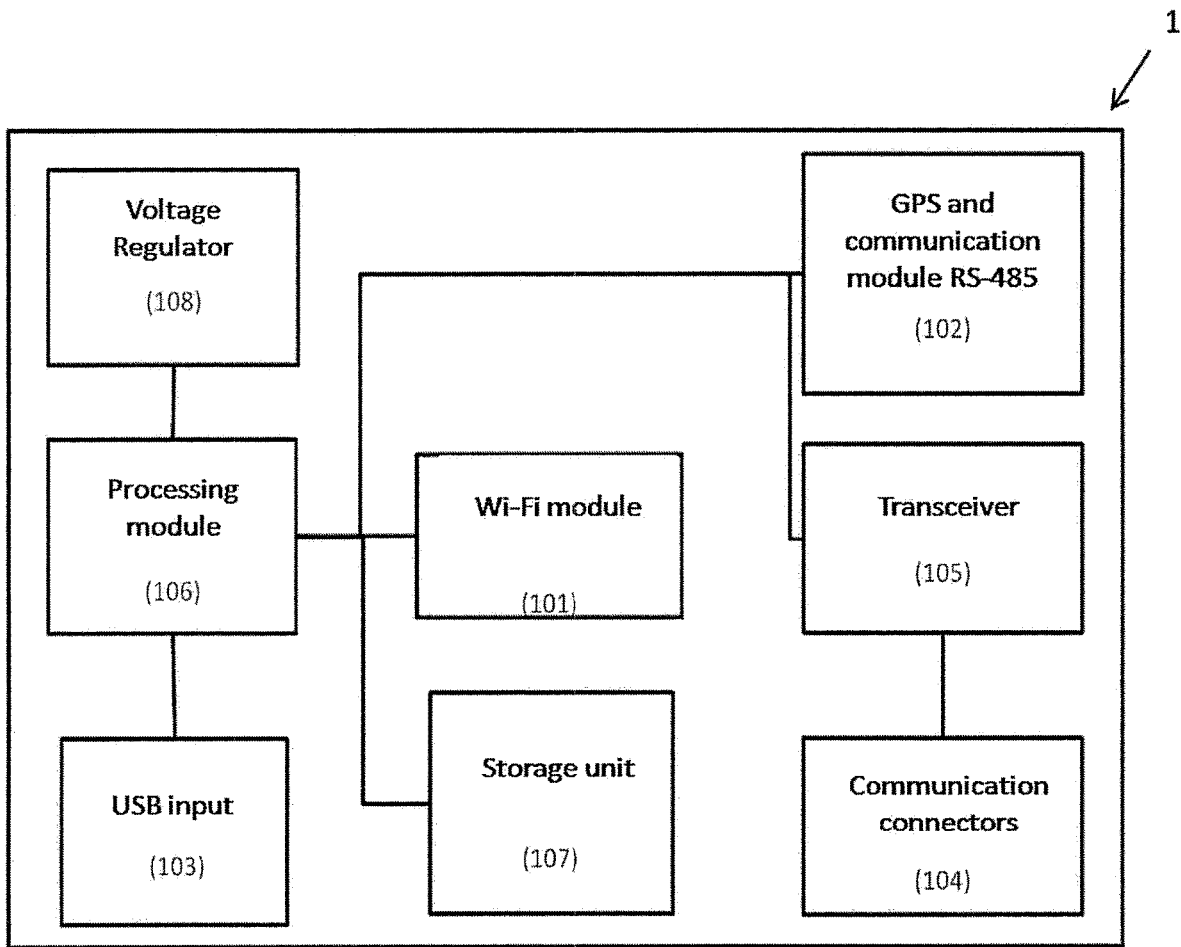 1
Voltage
Regulator
(108)
GPS and
communication
module RS-485
(102)
Processing
module
(106)
Wi-Fi module
(101)
Transceiver
(105)
USB input
(103)
Storage unit
(107)
Communication
connectors
(104)